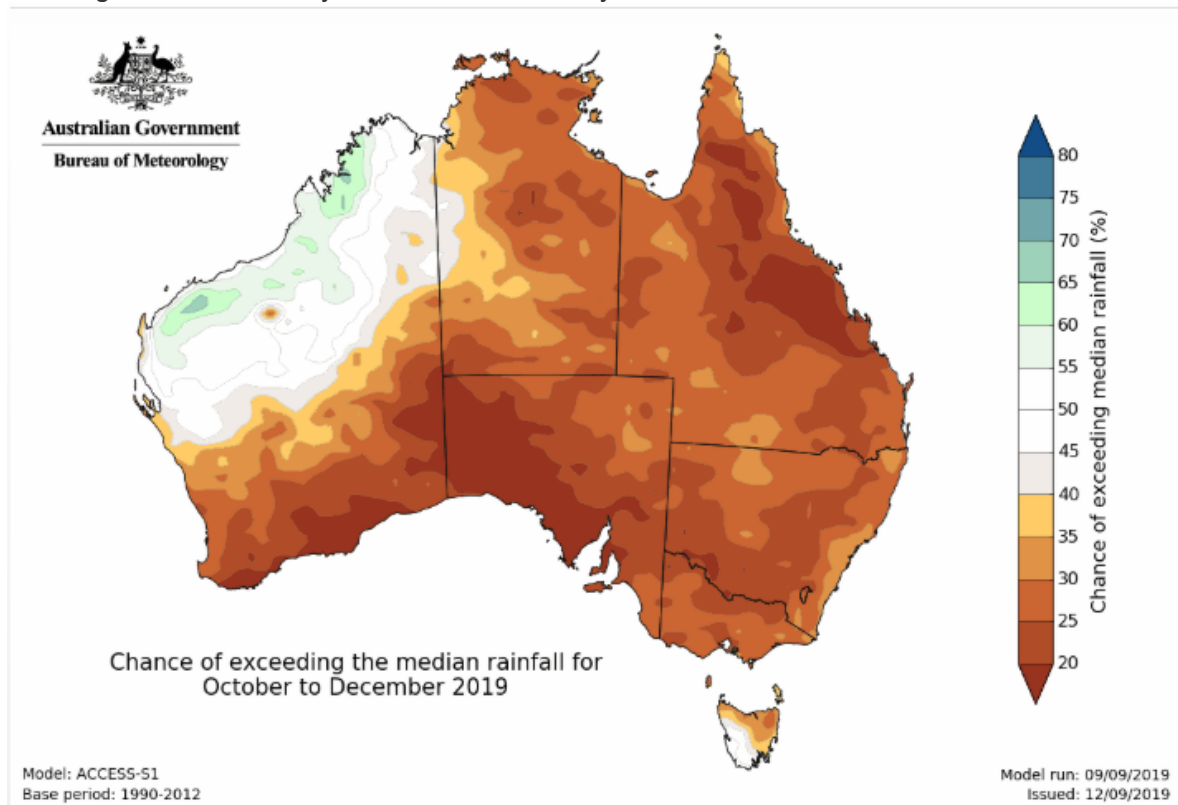 Australian Government
Bureau of Meteorology
80
75
70
65
60
55
50
45
40
35
30
25
20
Chance of exceeding median rainfall (%)
Chance of exceeding the median rainfall for
October to December 2019
Model: ACCESS-S1
Base period: 1990-2012
Model run: 09/09/2019
Issued: 12/09/2019